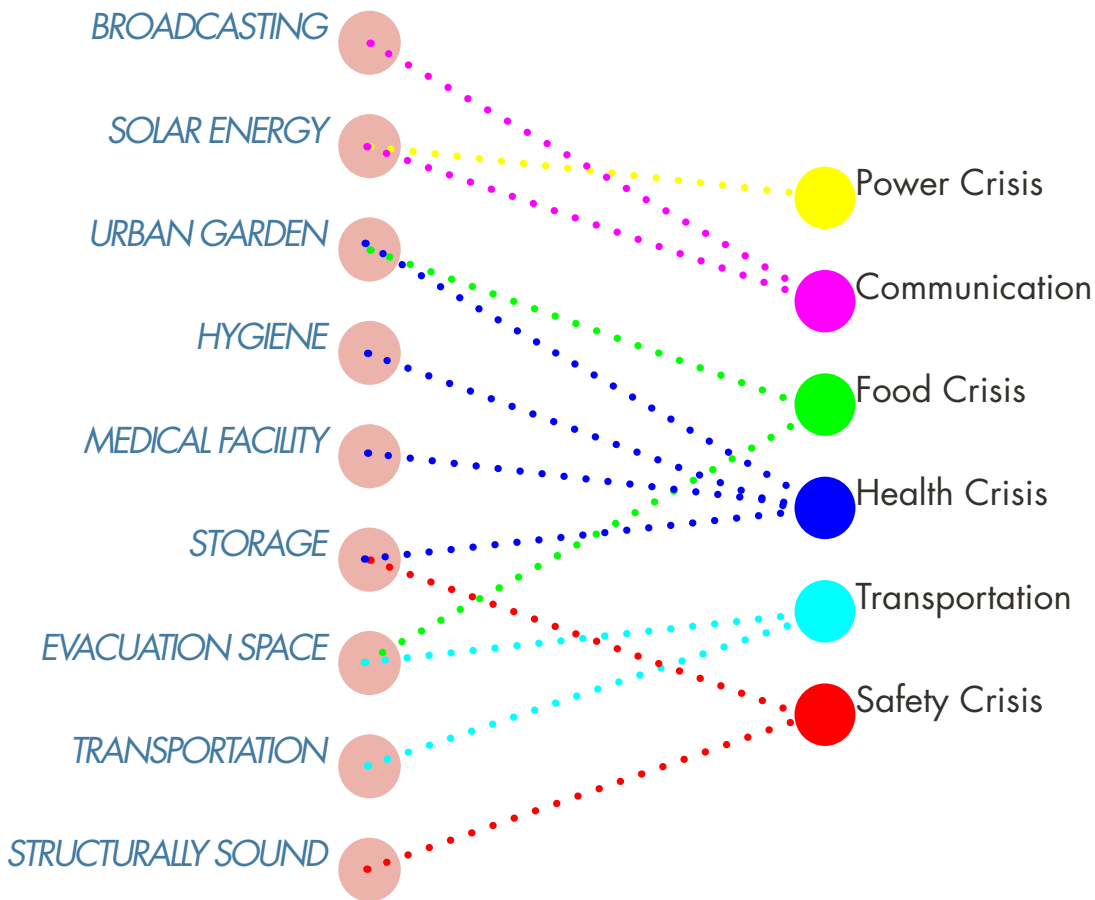 BROADCASTING
SOLAR ENERGY
URBAN GARDEN
HYGIENE
MEDICAL FACILITY
STORAGE
EVACUATION SPACE
TRANSPORTATION
STRUCTURALLY SOUND
Power Crisis
Communication
Food Crisis
Health Crisis
Transportation
Safety Crisis